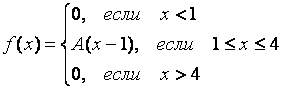 0, если x < 1
f(x) = { A(x − 1), если 1 ≤ x ≤ 4
0, если x > 4